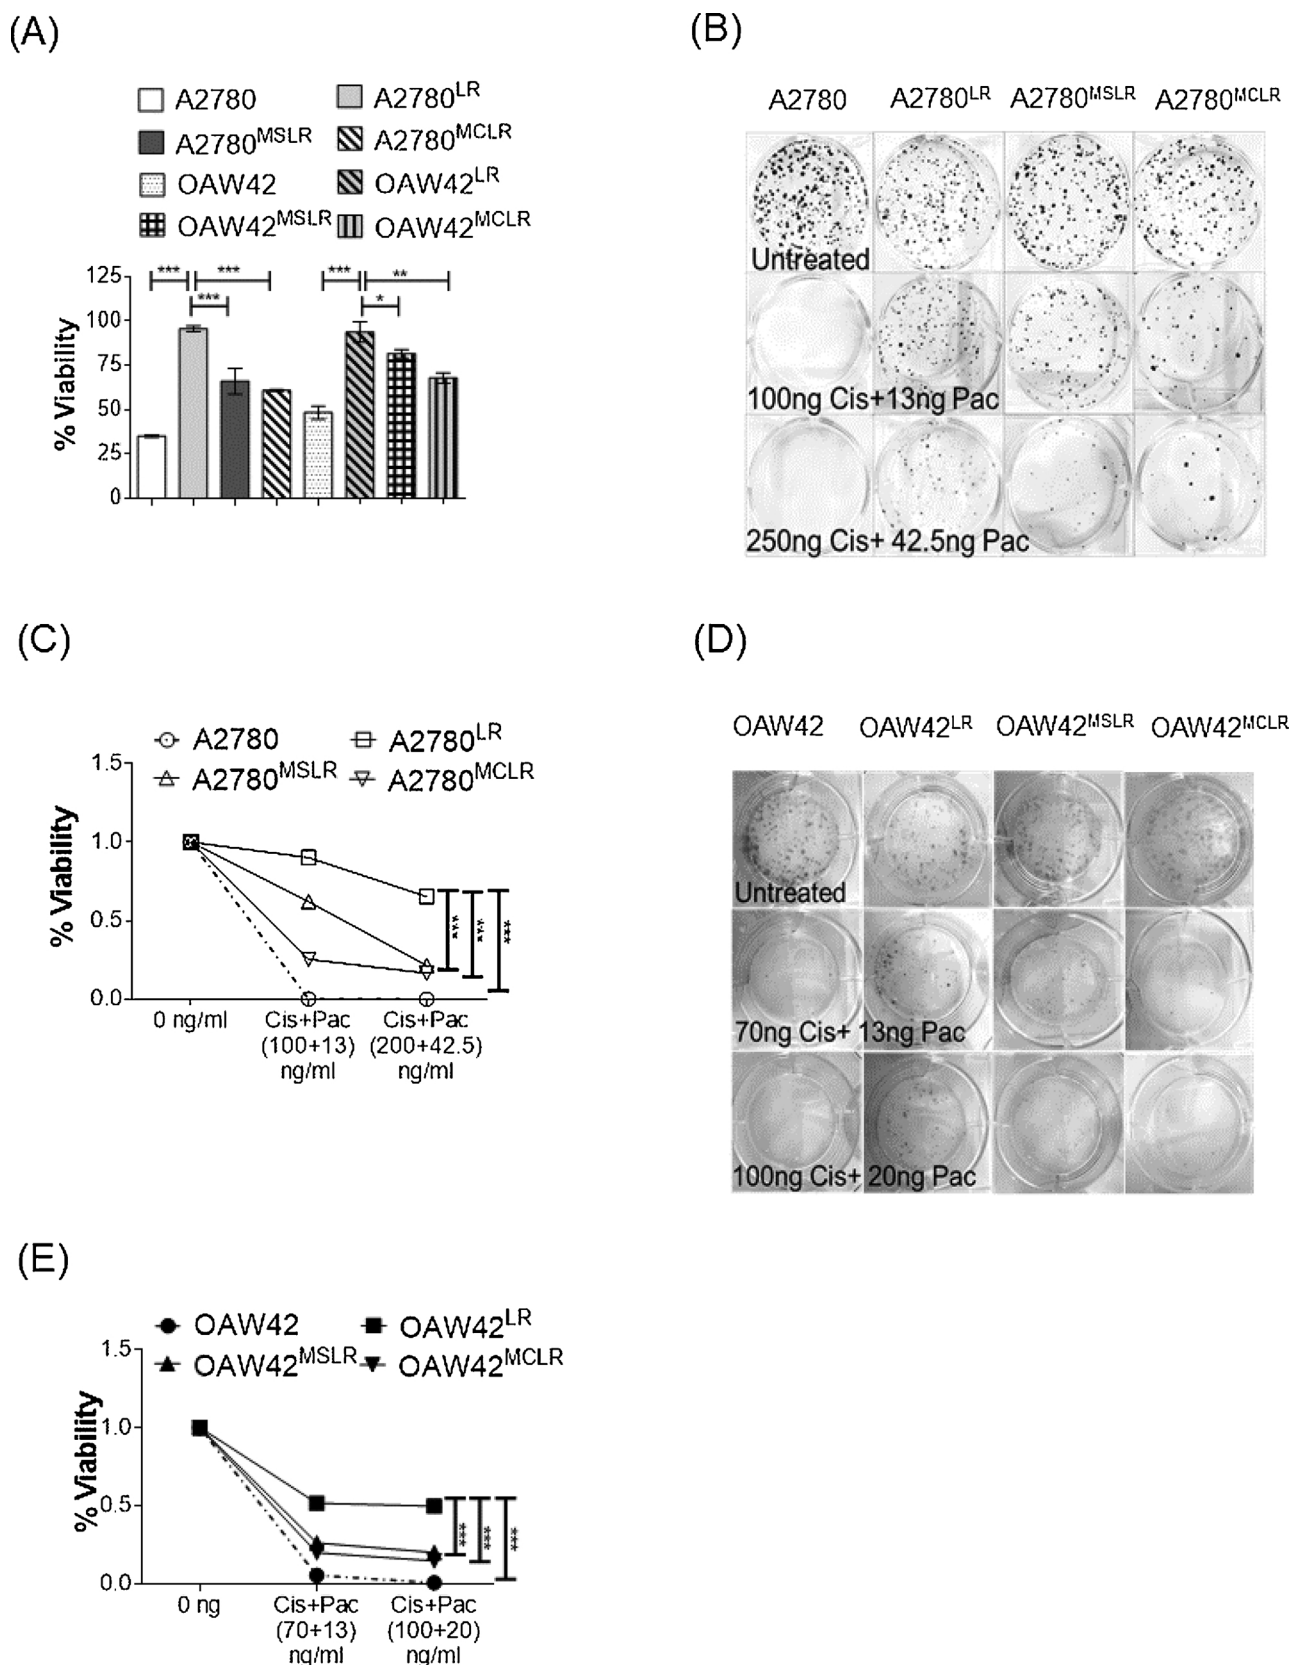 (A)
A2780 A2780LR
A2780MSLR A2780MCLR
OAW42 OAW42LR
OAW42MSLR OAW42MCLR
*** *** *** **
*** *
% Viability
125
100
75
50
25
0
(B)
A2780 A2780LR A2780MSLR A2780MCLR
Untreated
100ng Cis+13ng Pac
250ng Cis+ 42.5ng Pac
(C)
A2780 A2780LR
A2780MSLR A2780MCLR
% Viability
1.5
1.0
0.5
0.0
*** *** ***
0 ng/ml Cis+Pac Cis+Pac
(100+13) (200+42.5)
ng/ml ng/ml
(D)
OAW42 OAW42LR OAW42MSLR OAW42MCLR
Untreated
70ng Cis+ 13ng Pac
100ng Cis+ 20ng Pac
(E)
OAW42 OAW42LR
OAW42MSLR OAW42MCLR
% Viability
1.5
1.0
0.5
0.0
*** *** ***
0 ng Cis+Pac Cis+Pac
(70+13) (100+20)
ng/ml ng/ml